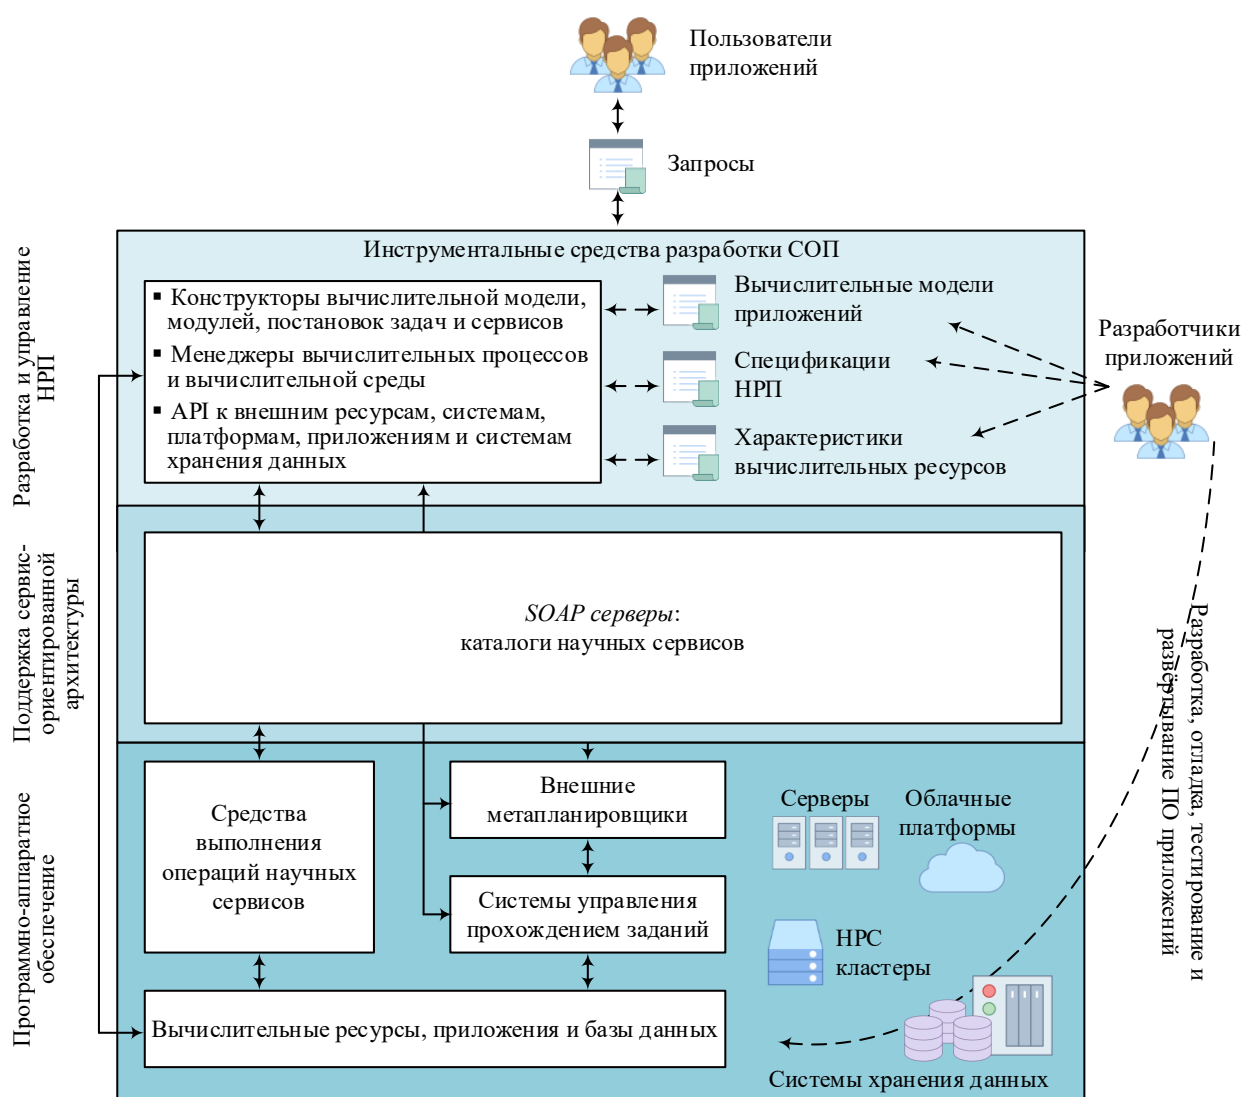 Пользователи
приложений
Запросы
Инструментальные средства разработки СОП
▪ Конструкторы вычислительной модели,
модулей, постановок задач и сервисов
▪ Менеджеры вычислительных процессов
и вычислительной среды
▪ API к внешним ресурсам, системам,
платформам, приложениям и системам
хранения данных
Вычислительные модели
приложений
Спецификации
НРП
Характеристики
вычислительных ресурсов
Разработчики
приложений
Разработка и управление
НРП
Поддержка сервис-
ориентированной
архитектуры
SOAP серверы:
каталоги научных сервисов
Разработка, отладка, тестирование и
развёртывание ПО приложений
Программно-аппаратное
обеспечение
Средства
выполнения
операций научных
сервисов
Внешние
метапланировщики
Системы управления
прохождением заданий
Вычислительные ресурсы, приложения и базы данных
Серверы
Облачные
платформы
HPC
кластеры
Системы хранения данных